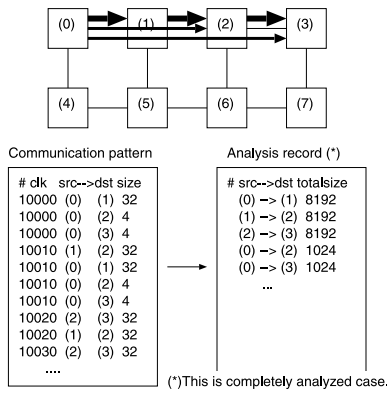 (0) (1) (2) (3)
(4) (5) (6) (7)
Communication pattern
# clk src-->dst size
10000 (0) (1) 32
10000 (0) (2) 4
10000 (0) (3) 4
10010 (1) (2) 32
10010 (0) (1) 32
10010 (0) (2) 4
10010 (0) (3) 4
10020 (2) (3) 32
10020 (1) (2) 32
10030 (2) (3) 32
....
Analysis record (*)
# src-->dst totalsize
(0) -> (1) 8192
(1) -> (2) 8192
(2) -> (3) 8192
(0) -> (2) 1024
(0) -> (3) 1024
...
(*)This is completely analyzed case.